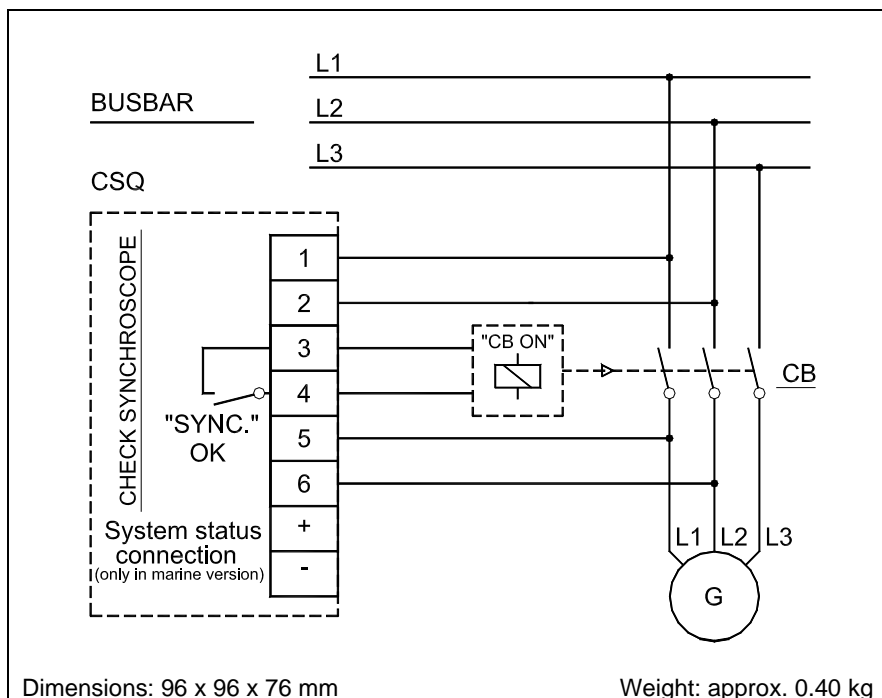 L1
BUSBAR
L2
L3
CSQ
CHECK SYNCHROSCOPE
1
2
3
"CB ON"
4
CB
"SYNC."
OK
5
6
System status
connection
(only in marine version)
+
-
L1 L2 L3
G
Dimensions: 96 x 96 x 76 mm
Weight: approx. 0.40 kg